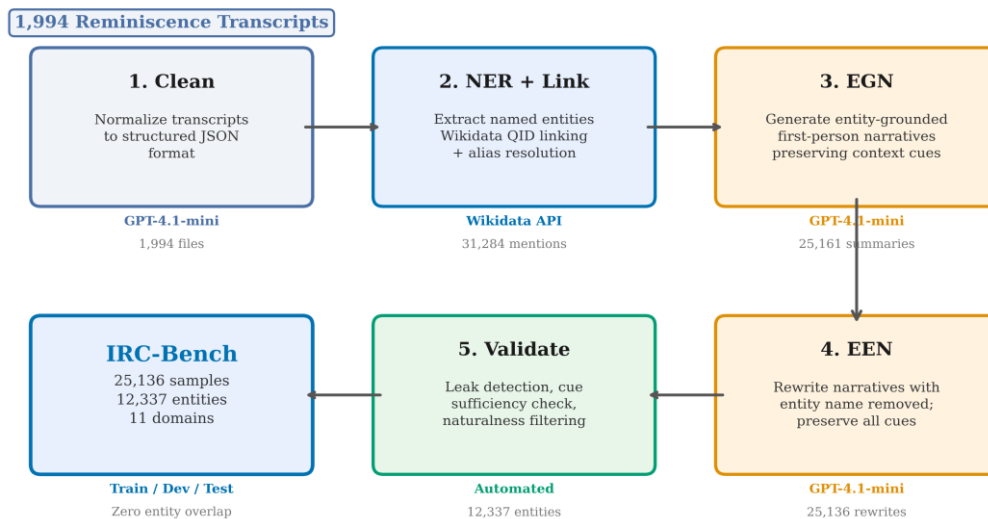 1,994 Reminiscence Transcripts
1. Clean
Normalize transcripts
to structured JSON
format
GPT-4.1-mini
1,994 files
2. NER + Link
Extract named entities
Wikidata QID linking
+ alias resolution
Wikidata API
31,284 mentions
3. EGN
Generate entity-grounded
first-person narratives
preserving context cues
GPT-4.1-mini
25,161 summaries
IRC-Bench
25,136 samples
12,337 entities
11 domains
Train / Dev / Test
Zero entity overlap
5. Validate
Leak detection, cue
sufficiency check,
naturalness filtering
Automated
12,337 entities
4. EEN
Rewrite narratives with
entity name removed;
preserve all cues
GPT-4.1-mini
25,136 rewrites